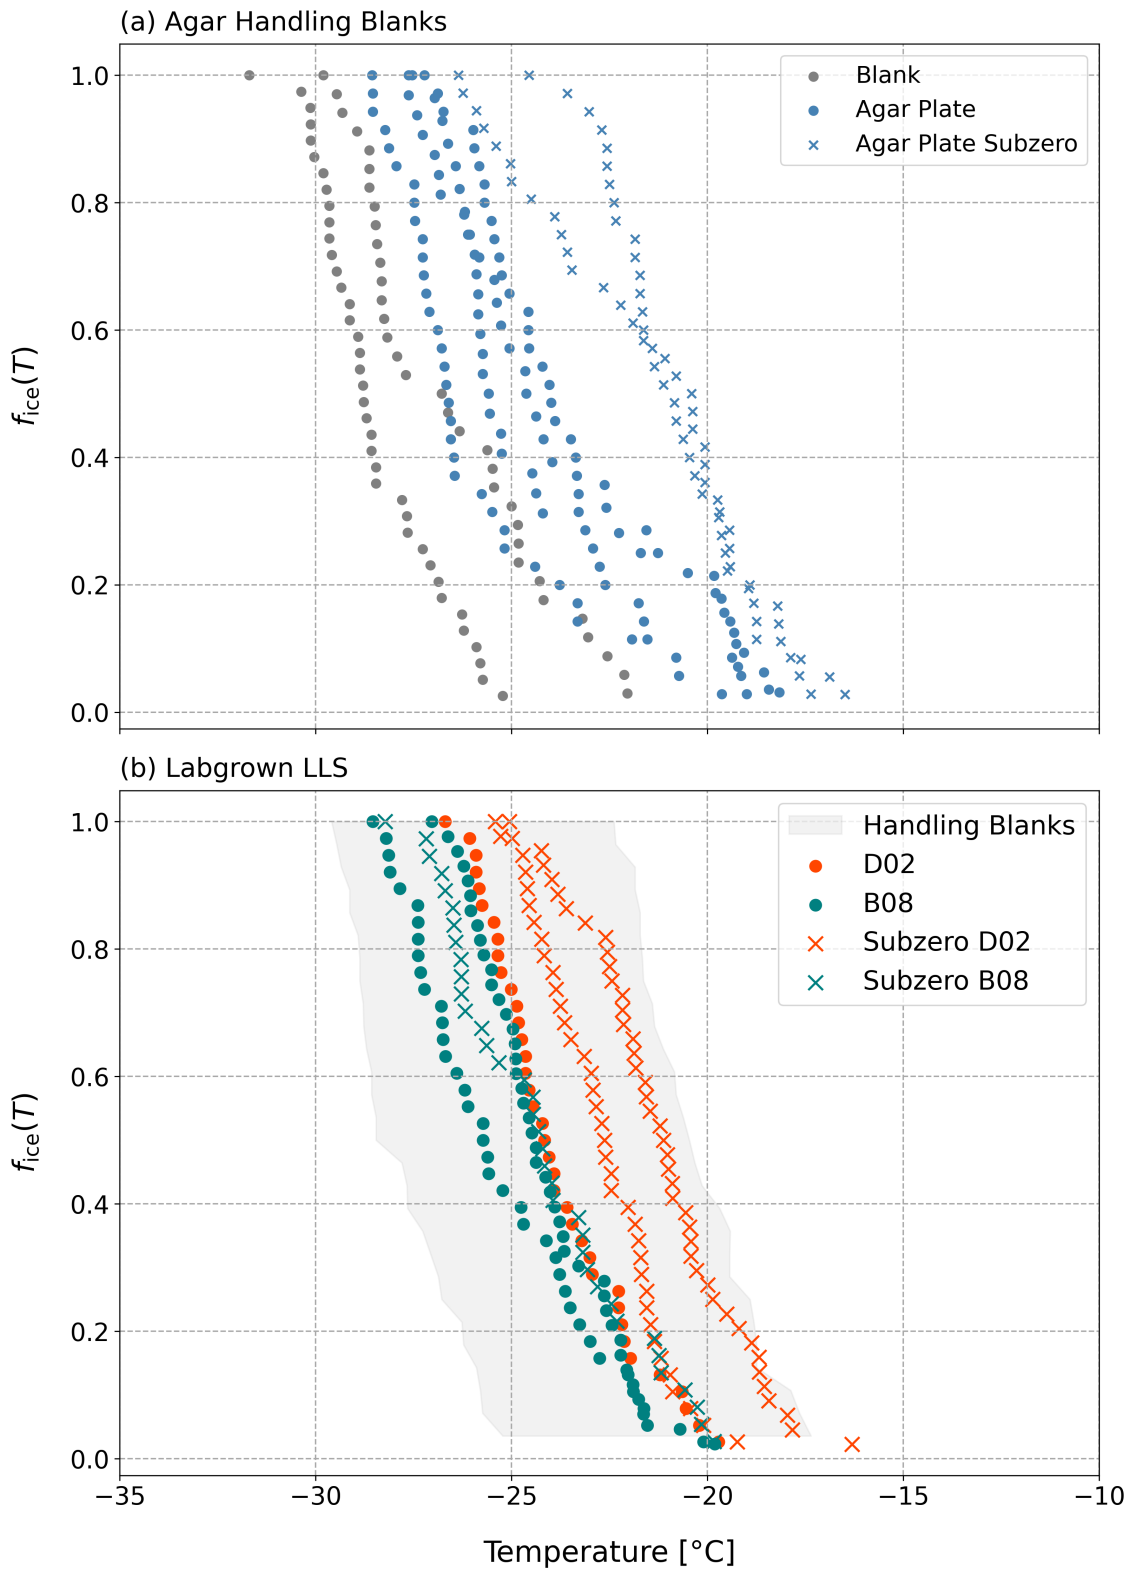 (a) Agar Handling Blanks
1.0
0.8
0.6
0.4
0.2
0.0
f_ice(T)
Blank
Agar Plate
Agar Plate Subzero
(b) Labgrown LLS
1.0
0.8
0.6
0.4
0.2
0.0
f_ice(T)
Handling Blanks
D02
B08
Subzero D02
Subzero B08
−35 −30 −25 −20 −15 −10
Temperature [°C]